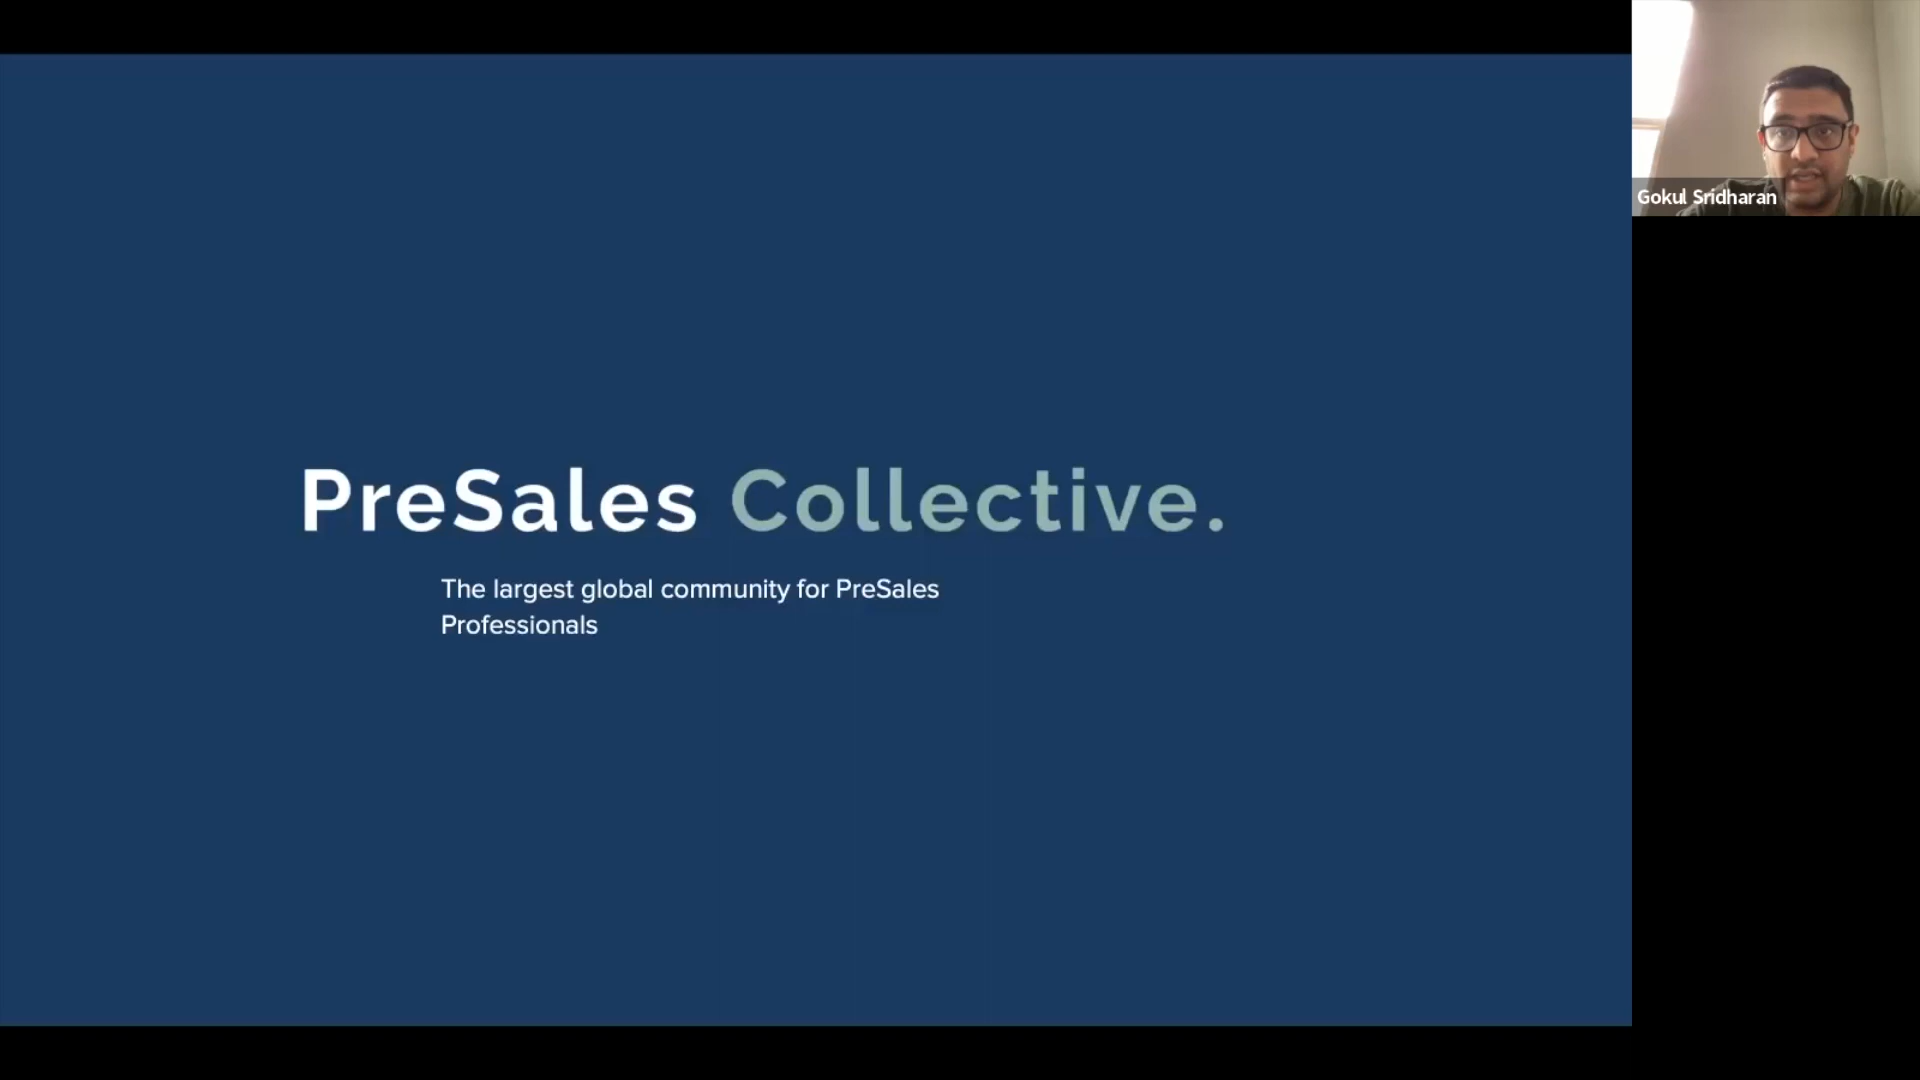 PreSales Collective.
The largest global community for PreSales
Professionals
Gokul Sridharan